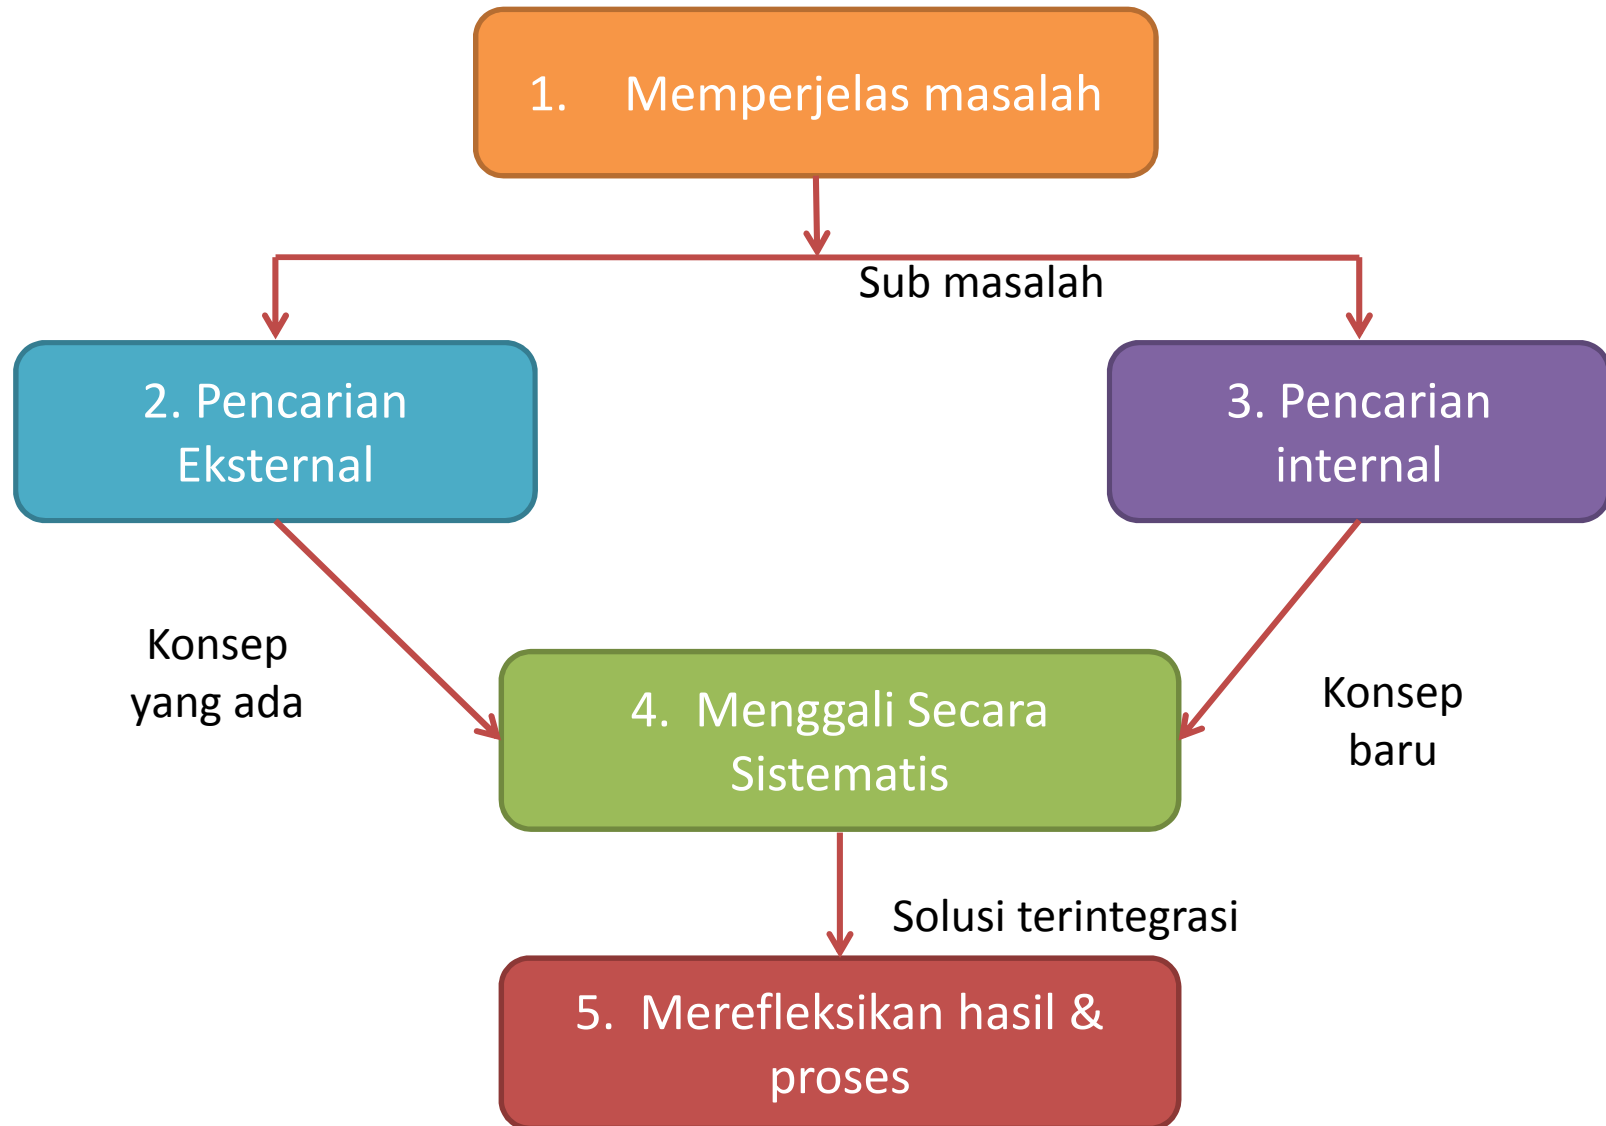 1. Memperjelas masalah
Sub masalah
2. Pencarian
Eksternal
3. Pencarian
internal
Konsep
yang ada
4. Menggali Secara
Sistematis
Konsep
baru
Solusi terintegrasi
5. Merefleksikan hasil &
proses